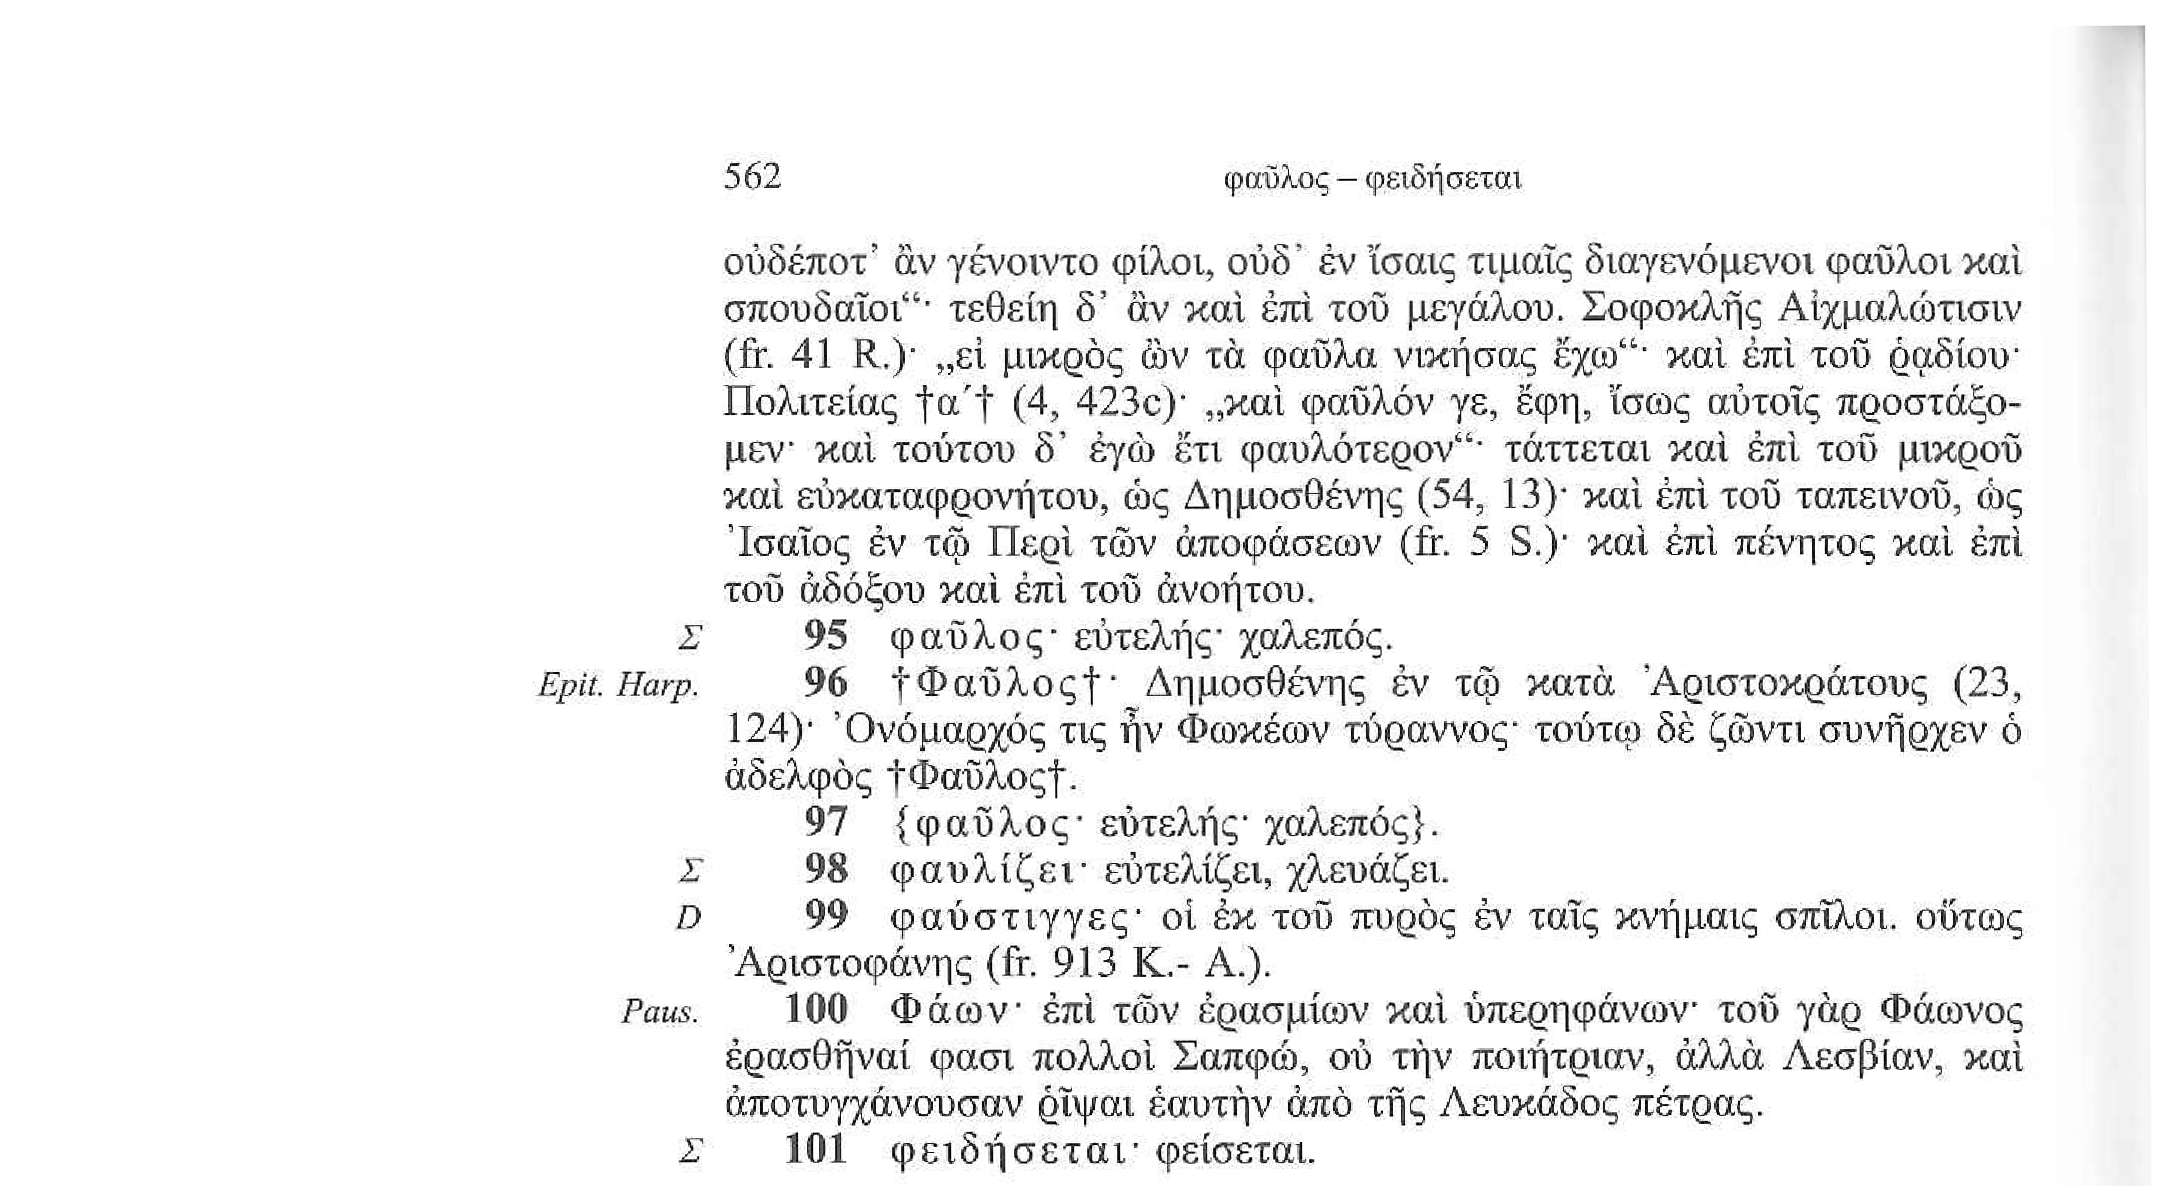 562 φαῦλος – φειδήσεται
οὐδέποτ’ ἂν γένοιντο φίλοι, οὐδ’ ἐν ἴσαις τιμαῖς διαγενόμενοι φαῦλοι καὶ
σπουδαῖοι“· τεθείη δ’ ἂν καὶ ἐπὶ τοῦ μεγάλου. Σοφοκλῆς Αἰχμαλώτισιν
(fr. 41 R.)· „εἰ μικρὸς ὢν τὰ φαῦλα νικήσας ἔχω“· καὶ ἐπὶ τοῦ ῥᾳδίου·
Πολιτείας †α΄† (4, 423c)· „καὶ φαῦλόν γε, ἔφη, ἴσως αὐτοῖς προστάξο-
μεν· καὶ τούτου δ’ ἐγὼ ἔτι φαυλότερον“· τάττεται καὶ ἐπὶ τοῦ μικροῦ
καὶ εὐκαταφρονήτου, ὡς Δημοσθένης (54, 13)· καὶ ἐπὶ τοῦ ταπεινοῦ, ὡς
Ἰσαῖος ἐν τῷ Περὶ τῶν ἀποφάσεων (fr. 5 S.)· καὶ ἐπὶ πένητος καὶ ἐπὶ
τοῦ ἀδόξου καὶ ἐπὶ τοῦ ἀνοήτου.
Σ 95 φαῦλος· εὐτελής· χαλεπός.
Epit. Harp. 96 †Φαῦλος†· Δημοσθένης ἐν τῷ κατὰ Ἀριστοκράτους (23,
124)· Ὀνόμαρχός τις ἦν Φωκέων τύραννος· τούτῳ δὲ ζῶντι συνῆρχεν ὁ
ἀδελφὸς †Φαῦλος†.
97 {φαῦλος· εὐτελής· χαλεπός}.
Σ 98 φαυλίζει· εὐτελίζει, χλευάζει.
D 99 φαύστιγγες· οἱ ἐκ τοῦ πυρὸς ἐν ταῖς κνήμαις σπῖλοι. οὕτως
Ἀριστοφάνης (fr. 913 K.- A.).
Paus. 100 Φάων· ἐπὶ τῶν ἐρασμίων καὶ ὑπερηφάνων· τοῦ γὰρ Φάωνος
ἐρασθῆναί φασι πολλοὶ Σαπφώ, οὐ τὴν ποιήτριαν, ἀλλὰ Λεσβίαν, καὶ
ἀποτυγχάνουσαν ῥῖψαι ἑαυτὴν ἀπὸ τῆς Λευκάδος πέτρας.
Σ 101 φειδήσεται· φείσεται.